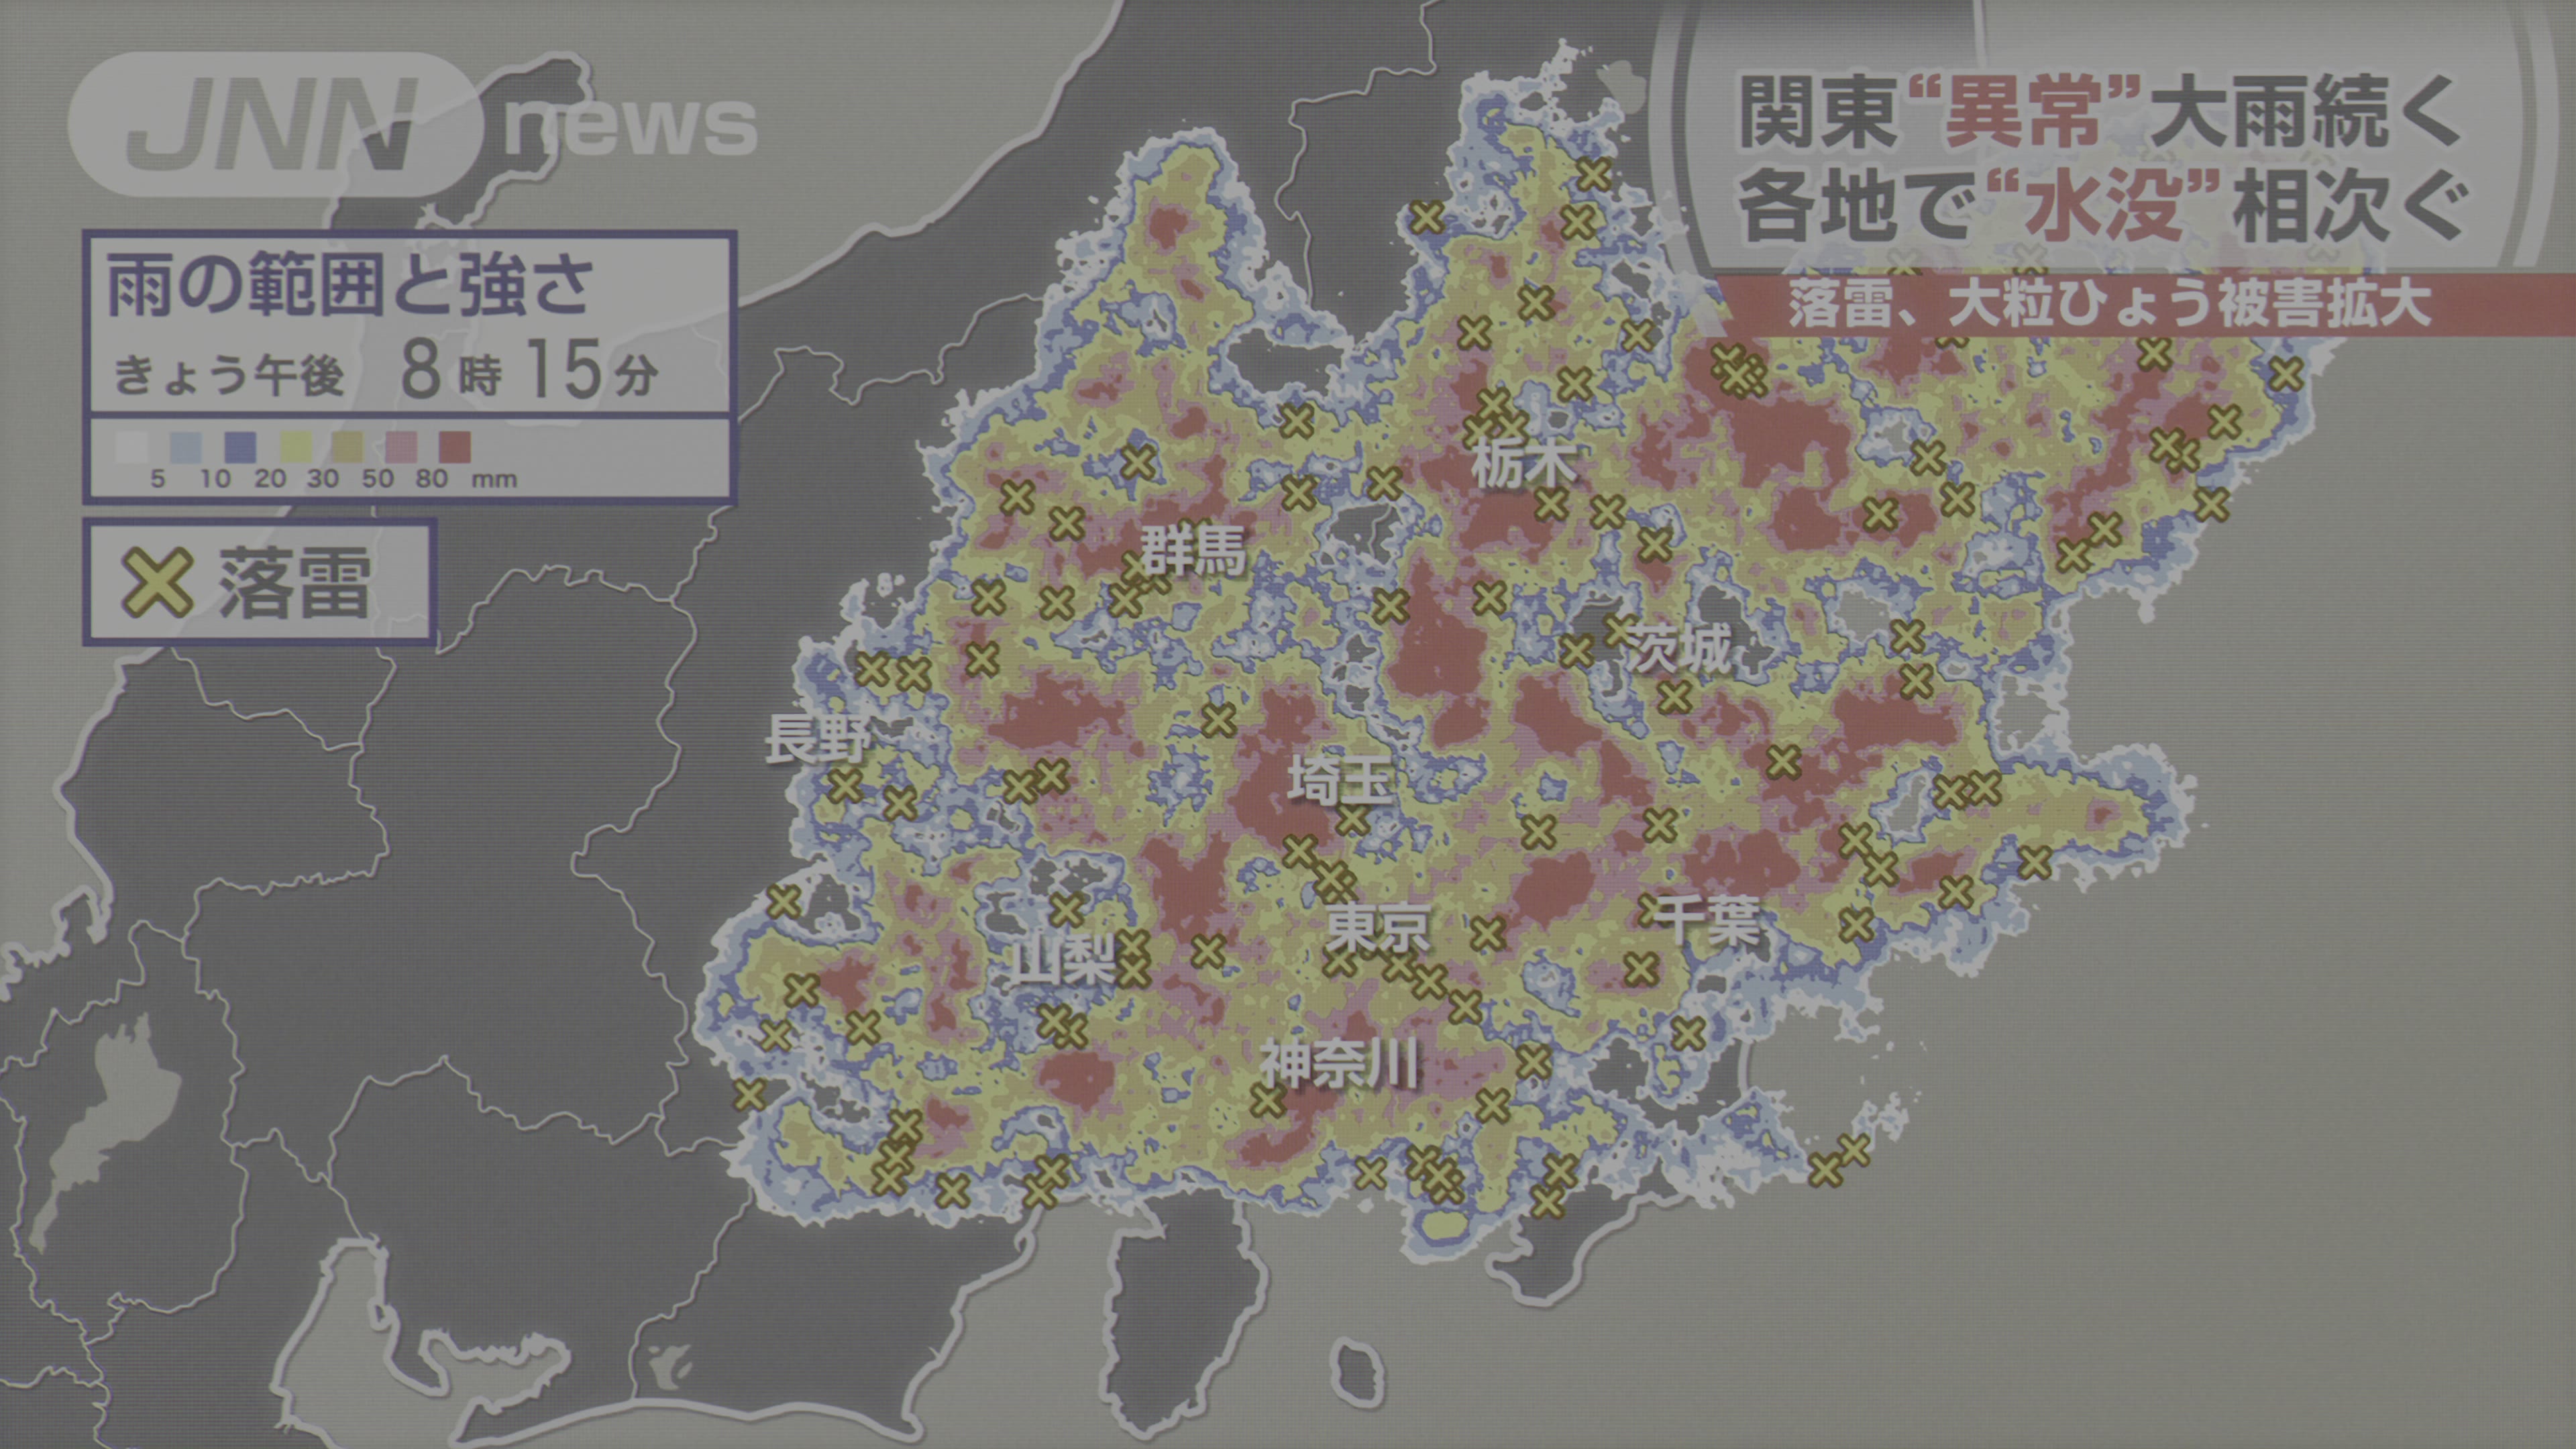 JNN news
関東“異常”大雨続く
各地で“水没”相次ぐ
落雷、大粒ひょう被害拡大
雨の範囲と強さ
きょう午後 8時15分
5 10 20 30 50 80 mm
落雷
栃木
群馬
茨城
長野
埼玉
千葉
東京
山梨
神奈川